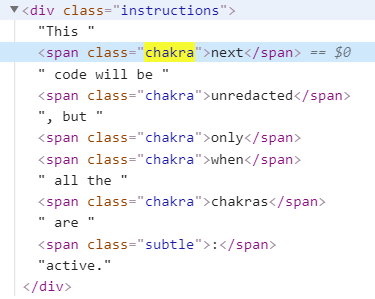 ▼<div class="instructions">
"This "
<span class="chakra">next</span> == $0
" code will be "
<span class="chakra">unredacted</span>
", but "
<span class="chakra">only</span>
<span class="chakra">when</span>
" all the "
<span class="chakra">chakras</span>
" are "
<span class="subtle">:</span>
"active."
</div>